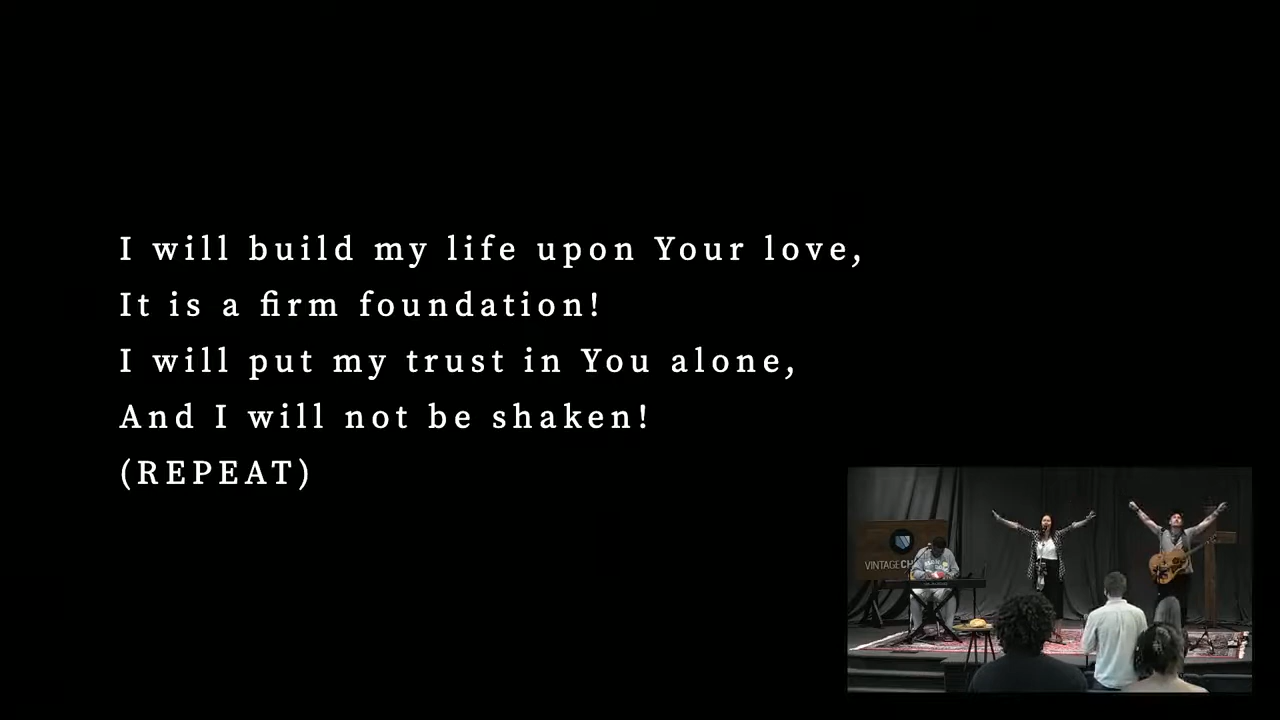 I will build my life upon Your love,
It is a firm foundation!
I will put my trust in You alone,
And I will not be shaken!
(REPEAT)
VINTAGECH